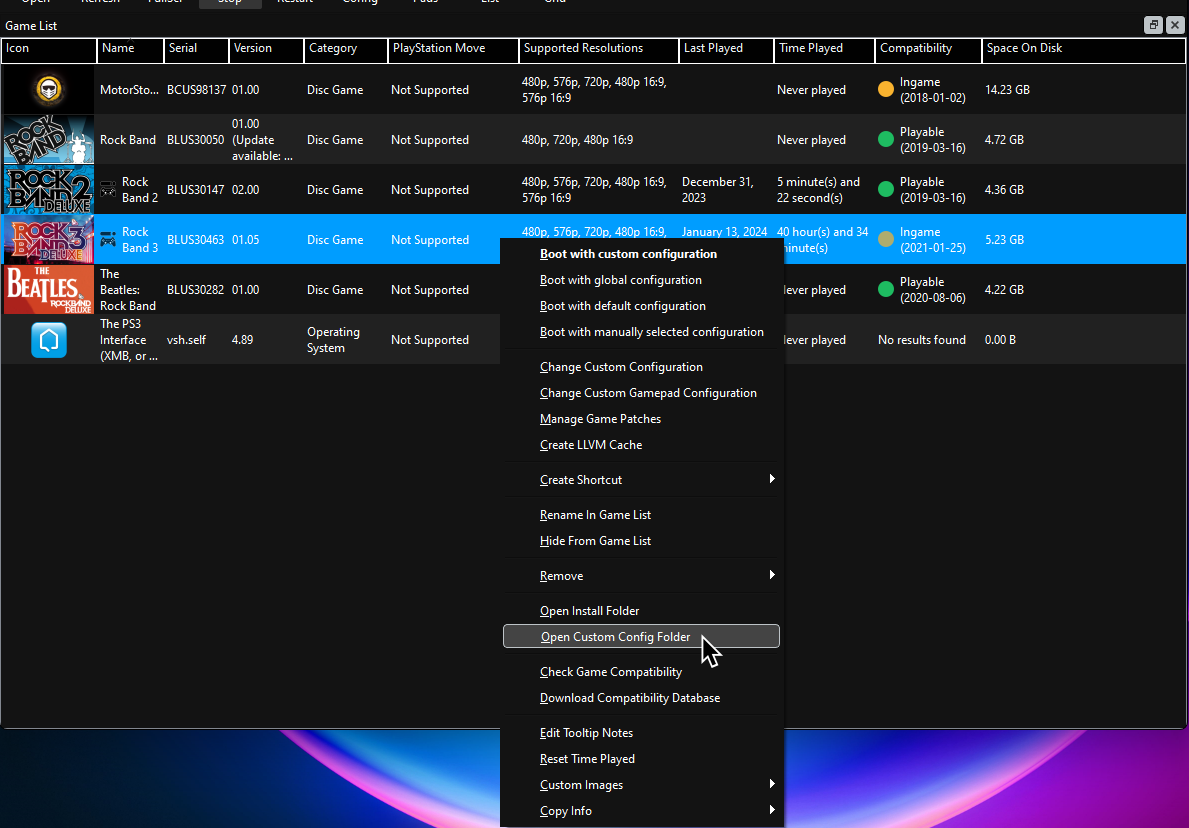 Open Refresh Stop Restart Config Pads List Grid
Game List
Icon Name Serial Version Category PlayStation Move Supported Resolutions Last Played Time Played Compatibility Space On Disk
MotorSto... BCUS98137 01.00 Disc Game Not Supported 480p, 576p, 720p, 480p 16:9, Never played Ingame 14.23 GB
576p 16:9 (2018-01-02)
ROCK BAND
Rock Band BLUS30050 01.00 Disc Game Not Supported 480p, 720p, 480p 16:9 Never played Playable 4.72 GB
(Update (2019-03-16)
available: ...
ROCK BAND 2 DELUXE
Rock BLUS30147 02.00 Disc Game Not Supported 480p, 576p, 720p, 480p 16:9, December 31, 5 minute(s) and Playable 4.36 GB
Band 2 576p 16:9 2023 22 second(s) (2019-03-16)
ROCK BAND 3 DELUXE
Rock BLUS30463 01.05 Disc Game Not Supported 480p, 576p, 720p, 480p 16:9, January 13, 2024 40 hour(s) and 34 Ingame 5.23 GB
Band 3 minute(s) (2021-01-25)
THE BEATLES ROCKBAND DELUXE
The BLUS30282 01.00 Disc Game Not Supported Never played Playable 4.22 GB
Beatles: (2020-08-06)
Rock Band
The PS3 vsh.self 4.89 Operating Not Supported Never played No results found 0.00 B
Interface System
(XMB, or ...
Boot with custom configuration
Boot with global configuration
Boot with default configuration
Boot with manually selected configuration
Change Custom Configuration
Change Custom Gamepad Configuration
Manage Game Patches
Create LLVM Cache
Create Shortcut
Rename In Game List
Hide From Game List
Remove
Open Install Folder
Open Custom Config Folder
Check Game Compatibility
Download Compatibility Database
Edit Tooltip Notes
Reset Time Played
Custom Images
Copy Info